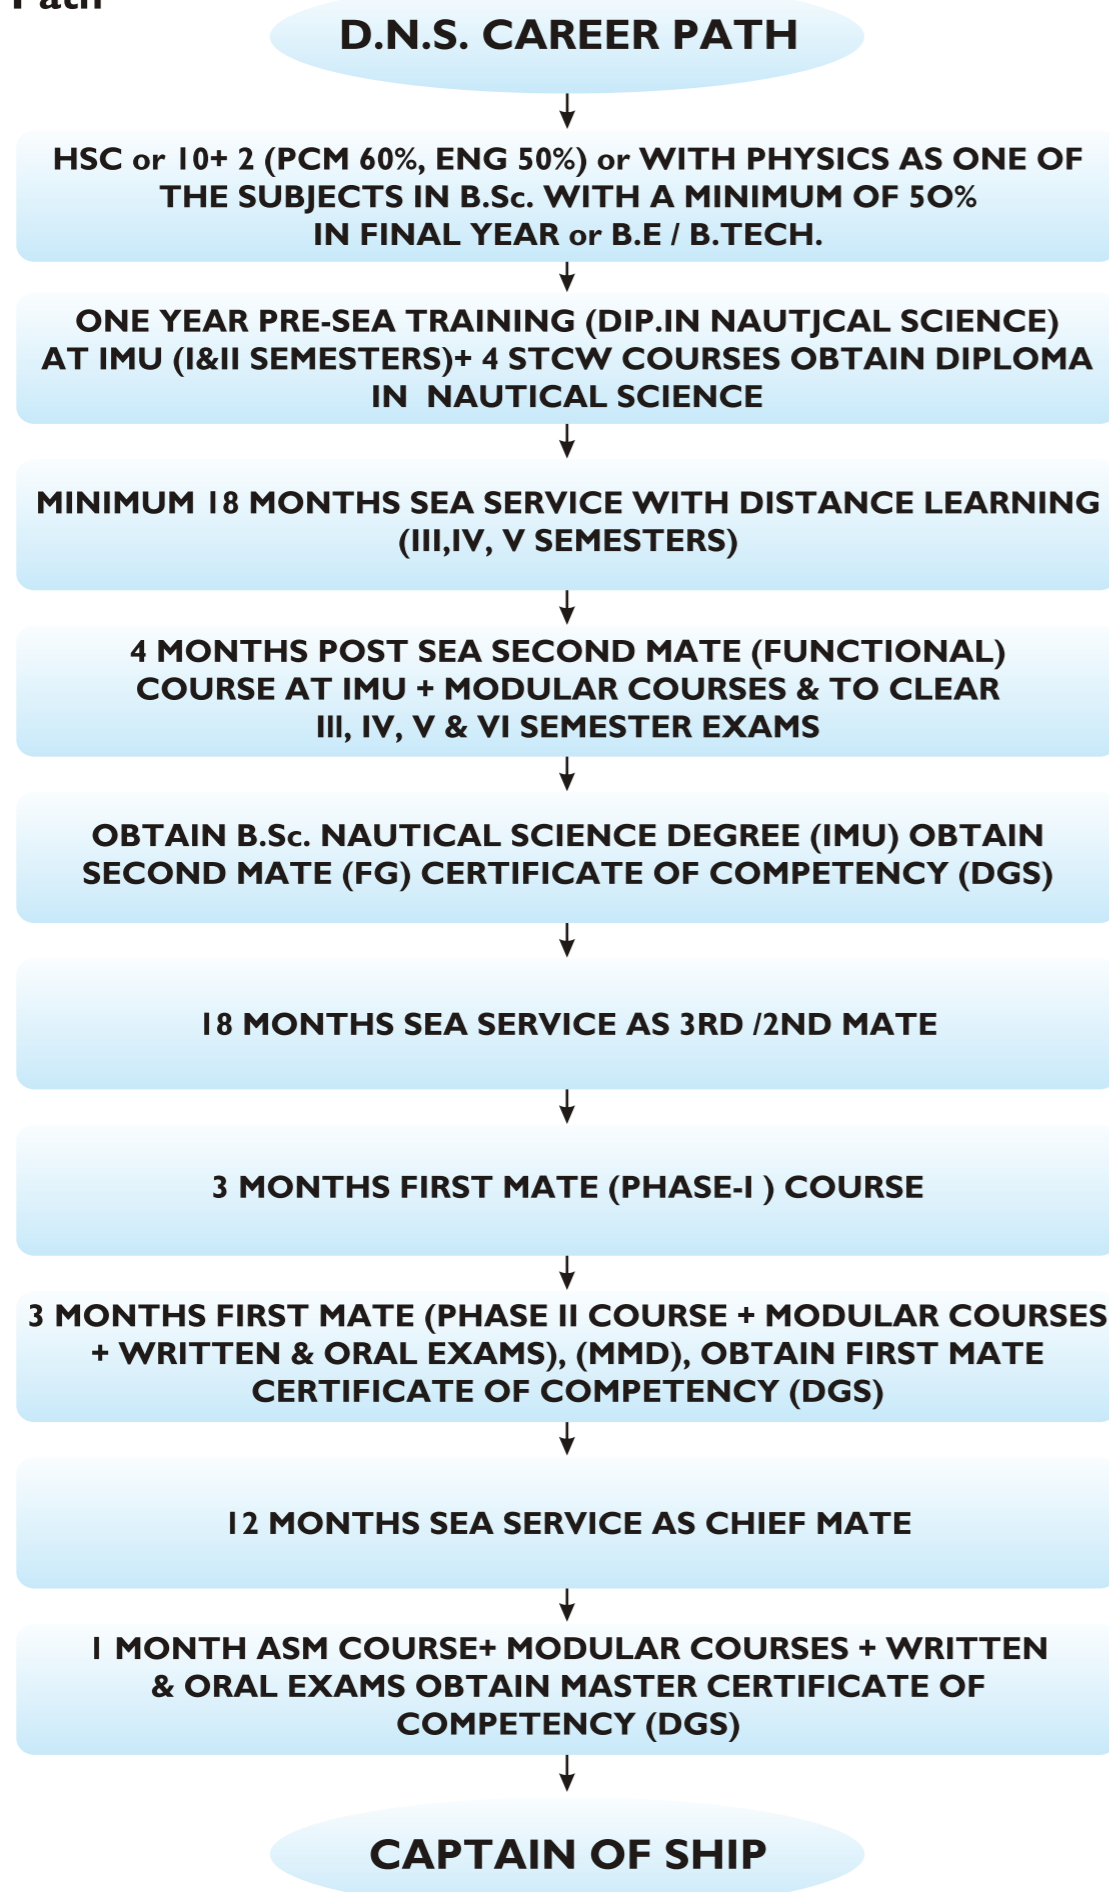 Path
D.N.S. CAREER PATH
HSC or 10+ 2 (PCM 60%, ENG 50%) or WITH PHYSICS AS ONE OF
THE SUBJECTS IN B.Sc. WITH A MINIMUM OF 5O%
IN FINAL YEAR or B.E / B.TECH.
ONE YEAR PRE-SEA TRAINING (DIP.IN NAUTJCAL SCIENCE)
AT IMU (I&II SEMESTERS)+ 4 STCW COURSES OBTAIN DIPLOMA
IN NAUTICAL SCIENCE
MINIMUM 18 MONTHS SEA SERVICE WITH DISTANCE LEARNING
(III,IV, V SEMESTERS)
4 MONTHS POST SEA SECOND MATE (FUNCTIONAL)
COURSE AT IMU + MODULAR COURSES & TO CLEAR
III, IV, V & VI SEMESTER EXAMS
OBTAIN B.Sc. NAUTICAL SCIENCE DEGREE (IMU) OBTAIN
SECOND MATE (FG) CERTIFICATE OF COMPETENCY (DGS)
18 MONTHS SEA SERVICE AS 3RD /2ND MATE
3 MONTHS FIRST MATE (PHASE-I ) COURSE
3 MONTHS FIRST MATE (PHASE II COURSE + MODULAR COURSES
+ WRITTEN & ORAL EXAMS), (MMD), OBTAIN FIRST MATE
CERTIFICATE OF COMPETENCY (DGS)
12 MONTHS SEA SERVICE AS CHIEF MATE
1 MONTH ASM COURSE+ MODULAR COURSES + WRITTEN
& ORAL EXAMS OBTAIN MASTER CERTIFICATE OF
COMPETENCY (DGS)
CAPTAIN OF SHIP